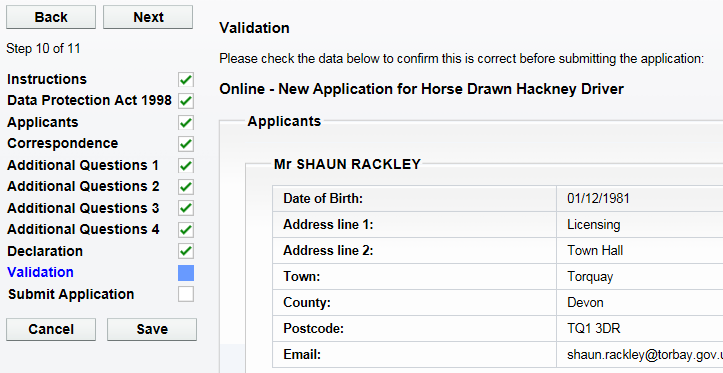 Back Next
Step 10 of 11
Instructions
Data Protection Act 1998
Applicants
Correspondence
Additional Questions 1
Additional Questions 2
Additional Questions 3
Additional Questions 4
Declaration
Validation
Submit Application
Cancel Save
Validation
Please check the data below to confirm this is correct before submitting the application:
Online - New Application for Horse Drawn Hackney Driver
Applicants
Mr SHAUN RACKLEY
Date of Birth: 01/12/1981
Address line 1: Licensing
Address line 2: Town Hall
Town: Torquay
County: Devon
Postcode: TQ1 3DR
Email: shaun.rackley@torbay.gov.u